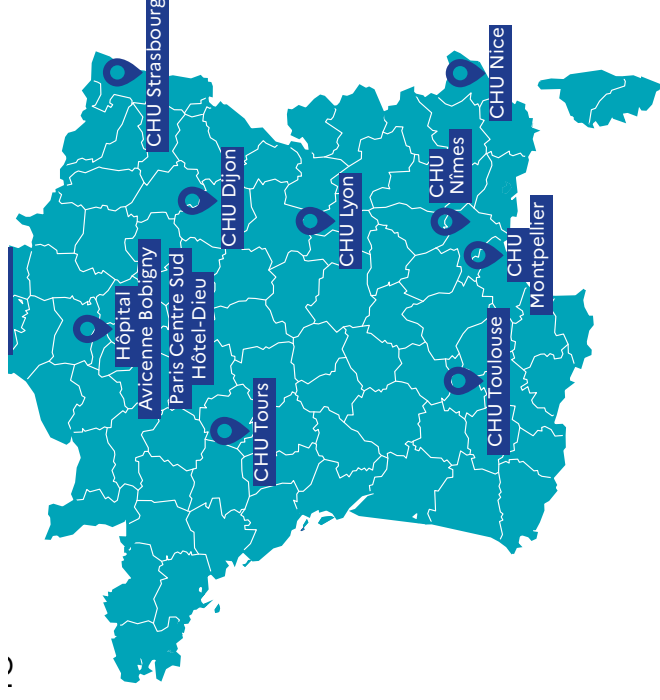 CHU Strasbourg
Hôpital
Avicenne Bobigny
Paris Centre Sud
Hôtel-Dieu
CHU Dijon
CHU Tours
CHU Lyon
CHU
Nîmes
CHU Nice
CHU
Montpellier
CHU Toulouse